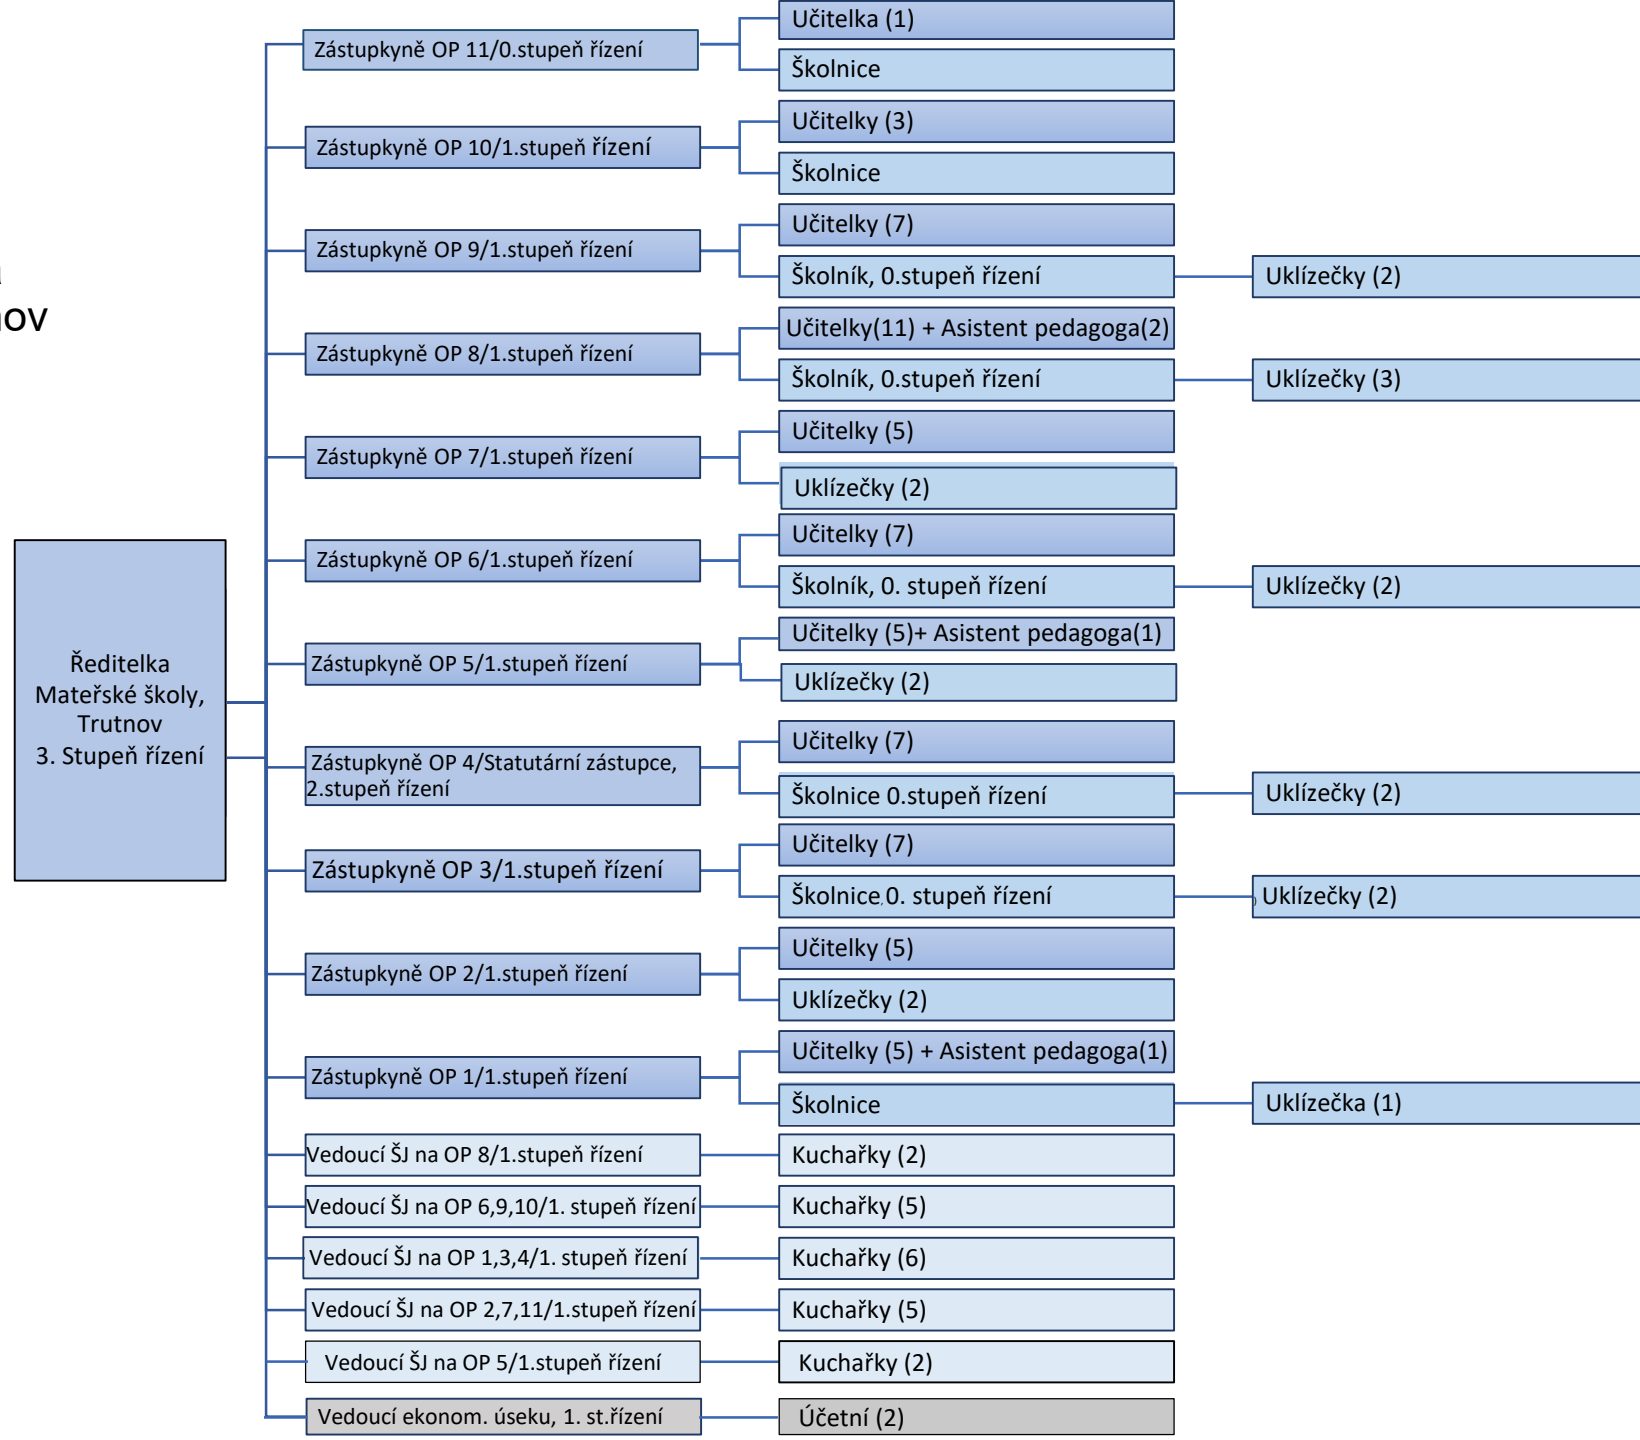 nov
Ředitelka
Mateřské školy,
Trutnov
3. Stupeň řízení
Zástupkyně OP 11/0.stupeň řízení
Učitelka (1)
Školnice
Zástupkyně OP 10/1.stupeň řízení
Učitelky (3)
Školnice
Zástupkyně OP 9/1.stupeň řízení
Učitelky (7)
Školník, 0.stupeň řízení
Uklízečky (2)
Zástupkyně OP 8/1.stupeň řízení
Učitelky(11) + Asistent pedagoga(2)
Školník, 0.stupeň řízení
Uklízečky (3)
Zástupkyně OP 7/1.stupeň řízení
Učitelky (5)
Uklízečky (2)
Zástupkyně OP 6/1.stupeň řízení
Učitelky (7)
Školník, 0. stupeň řízení
Uklízečky (2)
Zástupkyně OP 5/1.stupeň řízení
Učitelky (5)+ Asistent pedagoga(1)
Uklízečky (2)
Zástupkyně OP 4/Statutární zástupce,
2.stupeň řízení
Učitelky (7)
Školnice 0.stupeň řízení
Uklízečky (2)
Zástupkyně OP 3/1.stupeň řízení
Učitelky (7)
Školnice,0. stupeň řízení
Uklízečky (2)
Zástupkyně OP 2/1.stupeň řízení
Učitelky (5)
Uklízečky (2)
Zástupkyně OP 1/1.stupeň řízení
Učitelky (5) + Asistent pedagoga(1)
Školnice
Uklízečka (1)
Vedoucí ŠJ na OP 8/1.stupeň řízení
Kuchařky (2)
Vedoucí ŠJ na OP 6,9,10/1. stupeň řízení
Kuchařky (5)
Vedoucí ŠJ na OP 1,3,4/1. stupeň řízení
Kuchařky (6)
Vedoucí ŠJ na OP 2,7,11/1.stupeň řízení
Kuchařky (5)
Vedoucí ŠJ na OP 5/1.stupeň řízení
Kuchařky (2)
Vedoucí ekonom. úseku, 1. st.řízení
Účetní (2)